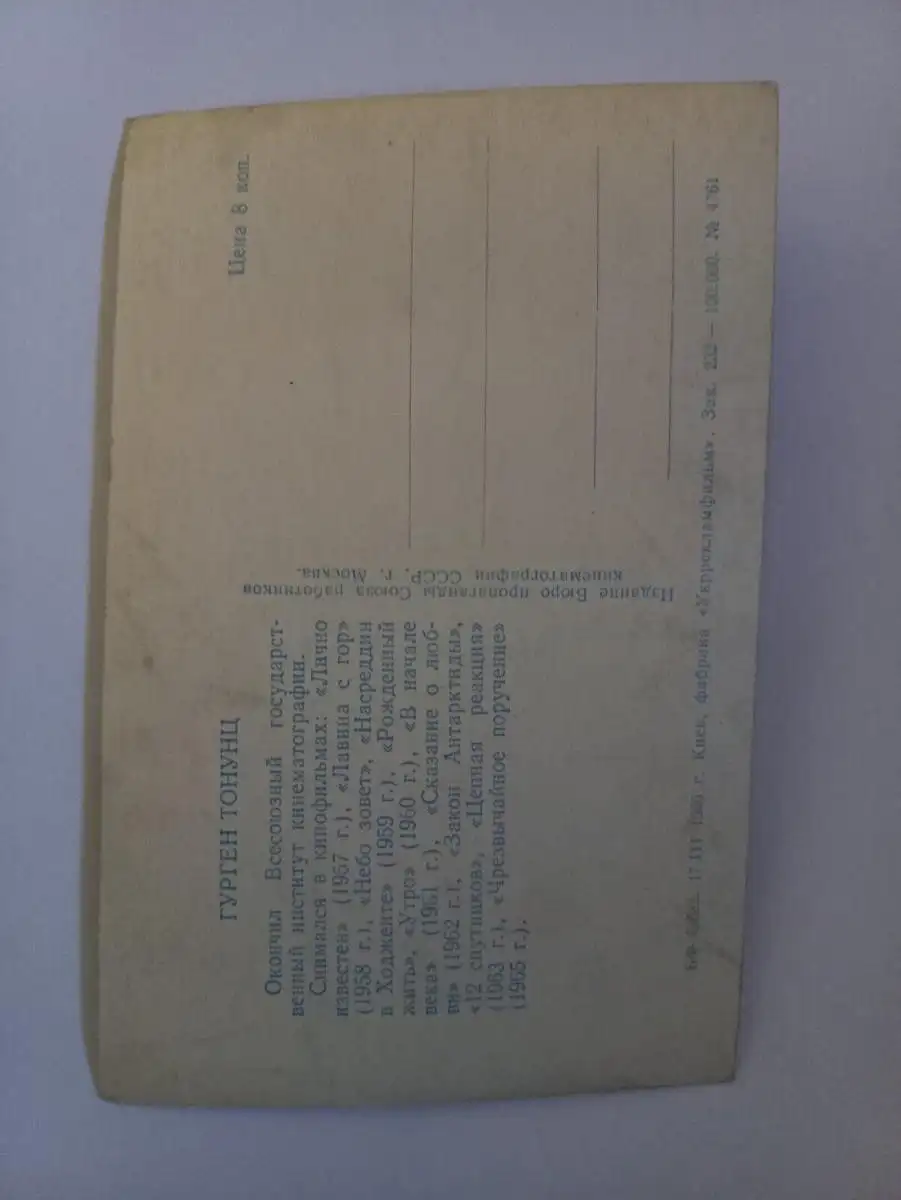 ГУРГЕН ТОНУНЦ
Окончил Всесоюзный государст-
венный институт кинематографии.
Снимался в кинофильмах: «Лично
известен» (1957 г.), «Лавина с гор»
(1958 г.), «Небо зовет», «Насреддин
в Ходженте» (1959 г.), «Рожденный
жить», «Утро» (1960 г.), «В начале
века» (1961 г.), «Сказание о люб-
ви» (1962 г.), «Закон Антарктиды»,
«12 спутников», «Цепная реакция»
(1963 г.), «Чрезвычайное поручение»
(1965 г.).
Издание Бюро пропаганды Союза работников
кинематографии СССР. г. Москва.
Цена 8 коп.
17 III г. Киев, фабрика «Укррекламфильм». Зак. 232 — 100.000. № 4761